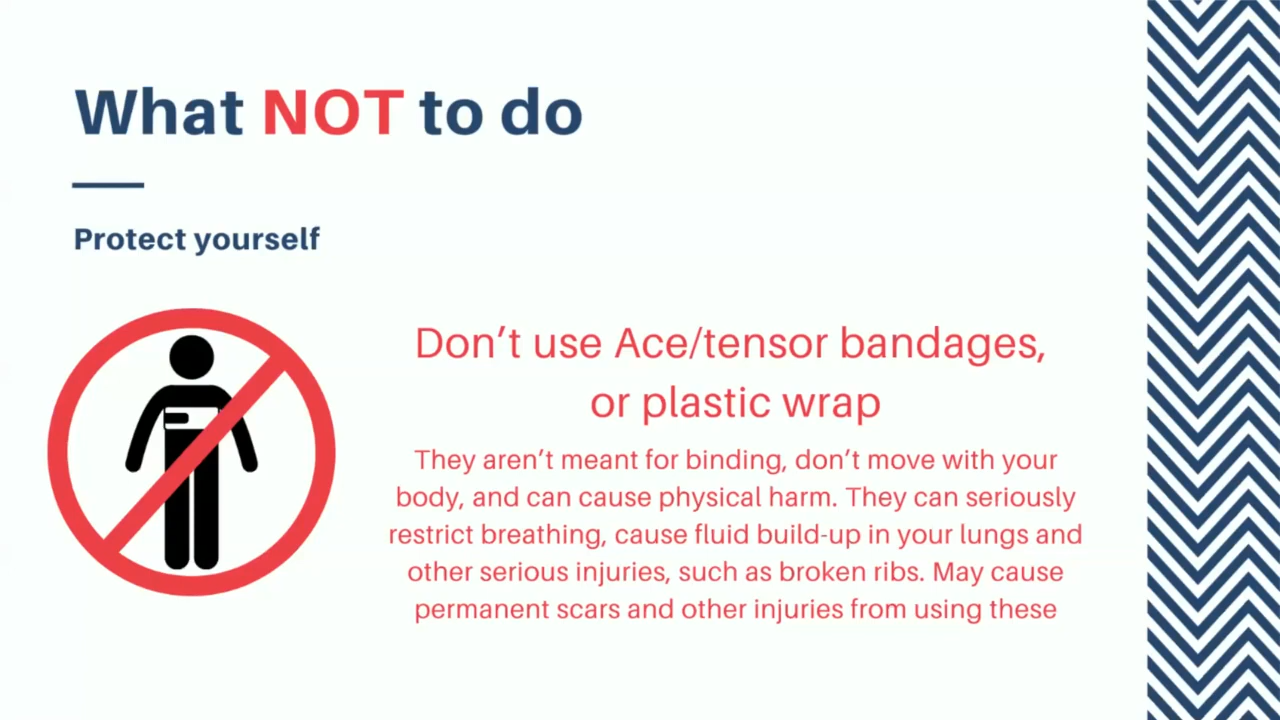 What NOT to do
Protect yourself
Don’t use Ace/tensor bandages,
or plastic wrap
They aren’t meant for binding, don’t move with your
body, and can cause physical harm. They can seriously
restrict breathing, cause fluid build-up in your lungs and
other serious injuries, such as broken ribs. May cause
permanent scars and other injuries from using these